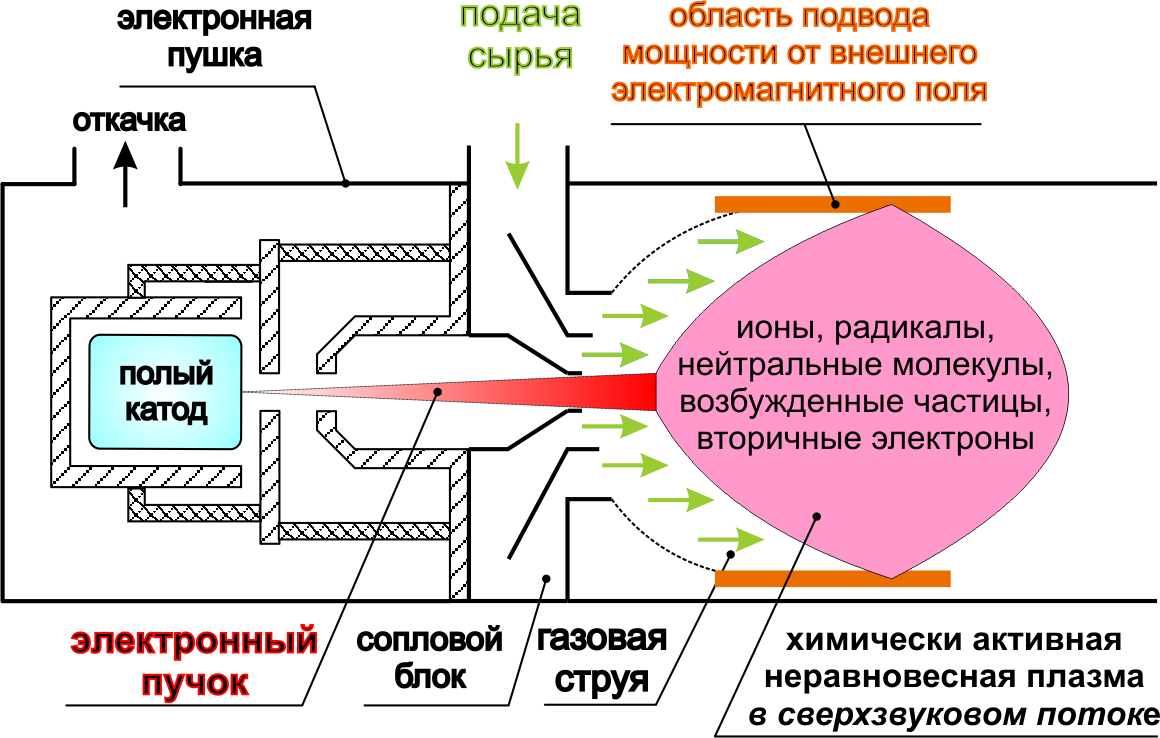 электронная
пушка
подача
сырья
область подвода
мощности от внешнего
электромагнитного поля
откачка
полый
катод
ионы, радикалы,
нейтральные молекулы,
возбужденные частицы,
вторичные электроны
электронный
пучок
сопловой
блок
газовая
струя
химически активная
неравновесная плазма
в сверхзвуковом потоке